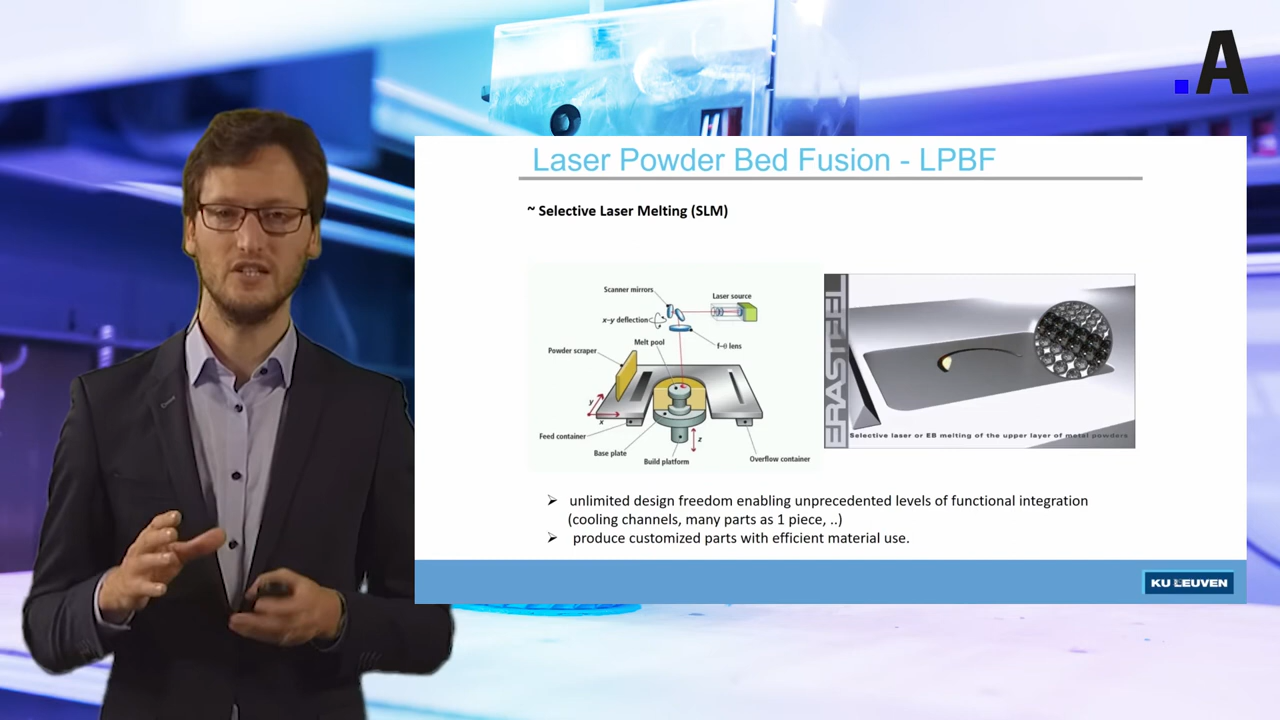 .A
Laser Powder Bed Fusion - LPBF
~ Selective Laser Melting (SLM)
Scanner mirrors
Laser source
x-y deflection
Melt pool
f-θ lens
Powder scraper
y
x
z
Feed container
Base plate
Build platform
Overflow container
ERASTEEL
Selective laser or EB melting of the upper layer of metal powders
unlimited design freedom enabling unprecedented levels of functional integration
(cooling channels, many parts as 1 piece, ..)
produce customized parts with efficient material use.
KU LEUVEN